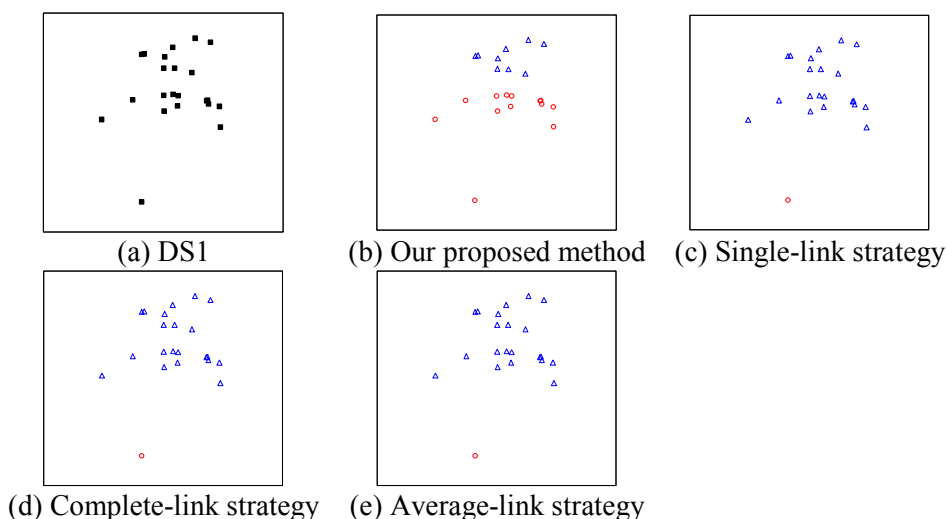 (a) DS1
(b) Our proposed method
(c) Single-link strategy
(d) Complete-link strategy
(e) Average-link strategy